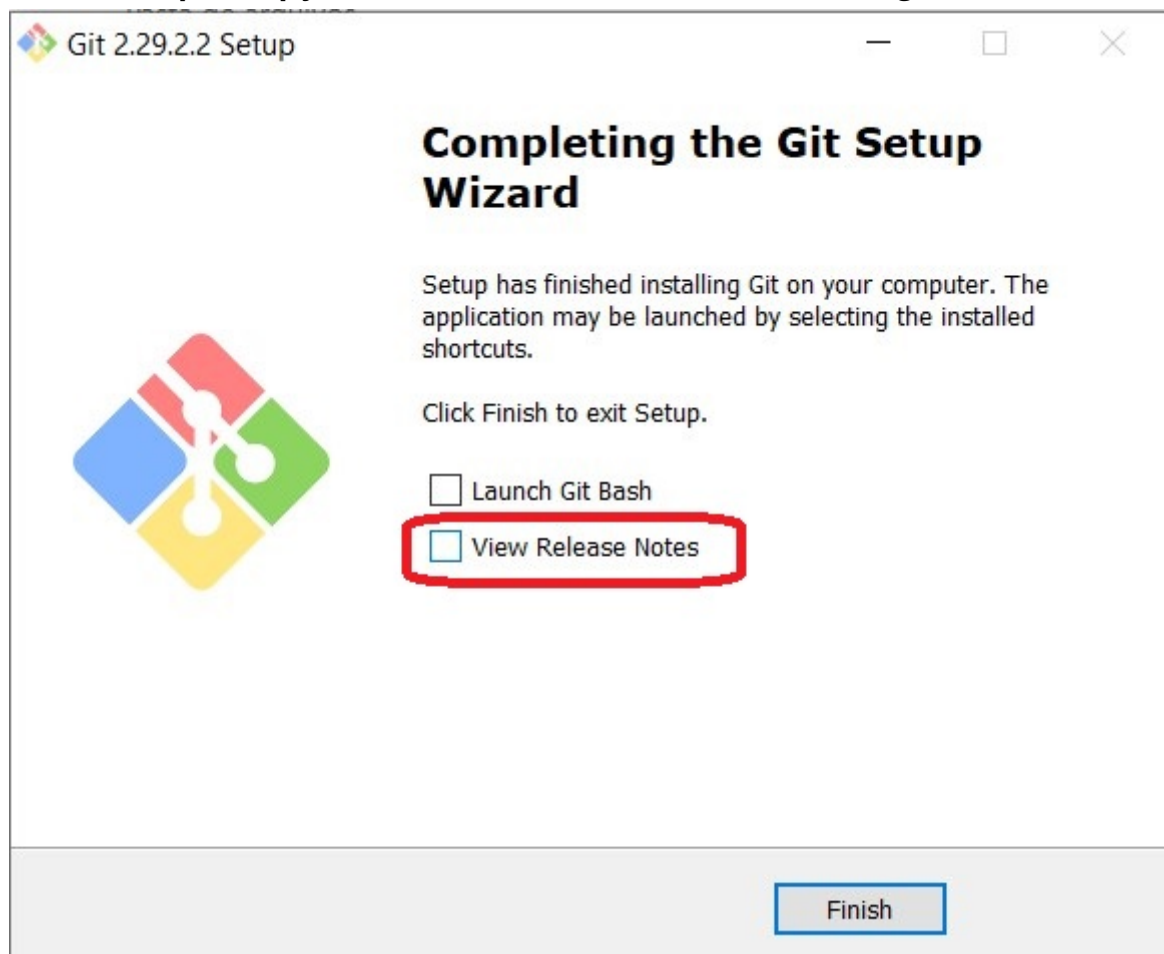 Git 2.29.2.2 Setup
Completing the Git Setup
Wizard
Setup has finished installing Git on your computer. The
application may be launched by selecting the installed
shortcuts.
Click Finish to exit Setup.
Launch Git Bash
View Release Notes
Finish